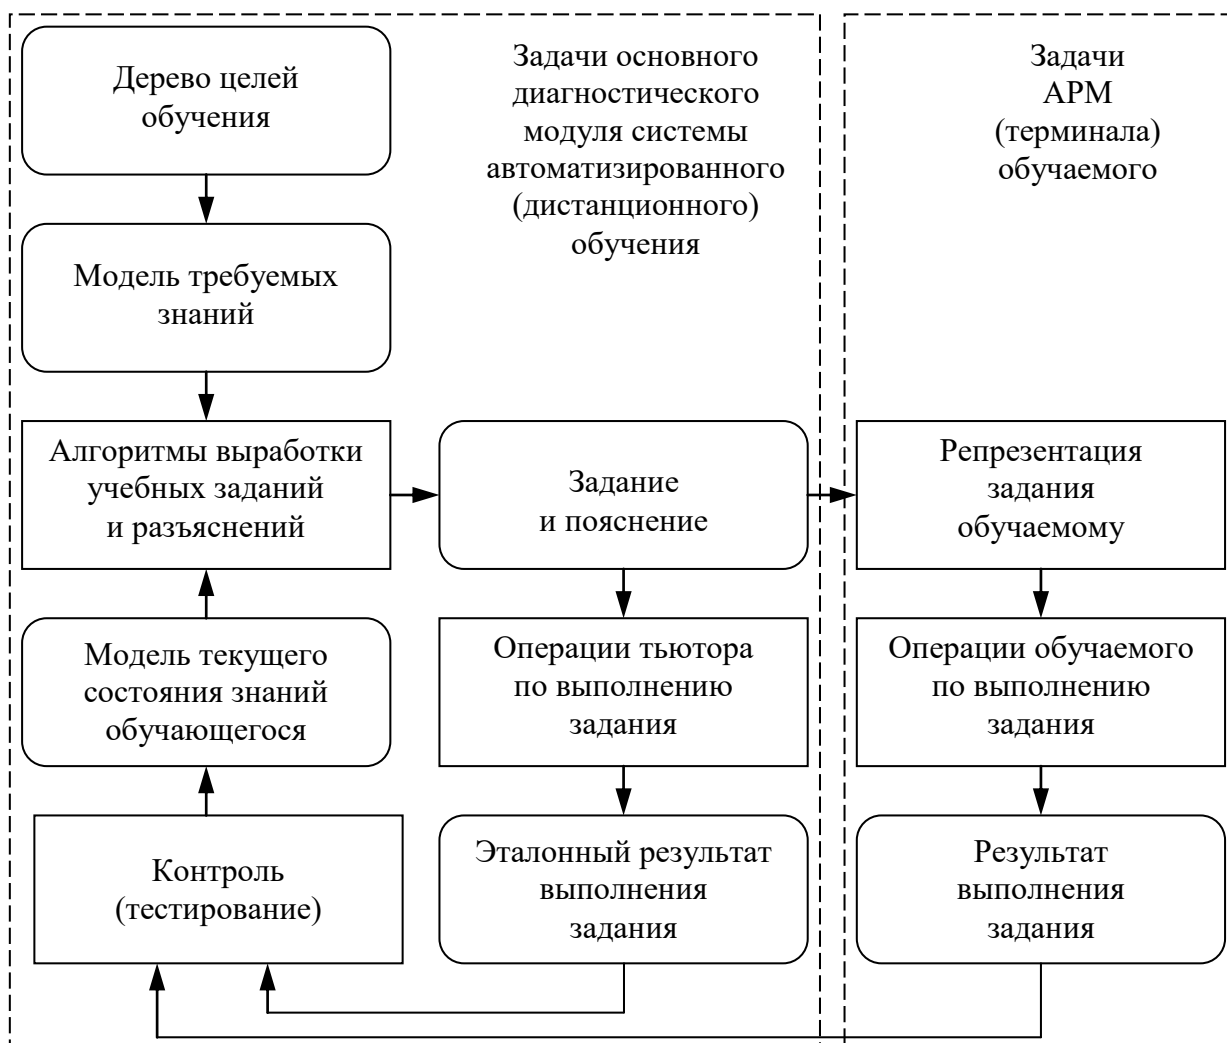 Дерево целей
обучения
Задачи основного
диагностического
модуля системы
автоматизированного
(дистанционного)
обучения
Задачи
АРМ
(терминала)
обучаемого
Модель требуемых
знаний
Алгоритмы выработки
учебных заданий
и разъяснений
Задание
и пояснение
Репрезентация
задания
обучаемому
Модель текущего
состояния знаний
обучающегося
Операции тьютора
по выполнению
задания
Операции обучаемого
по выполнению
задания
Контроль
(тестирование)
Эталонный результат
выполнения
задания
Результат
выполнения
задания